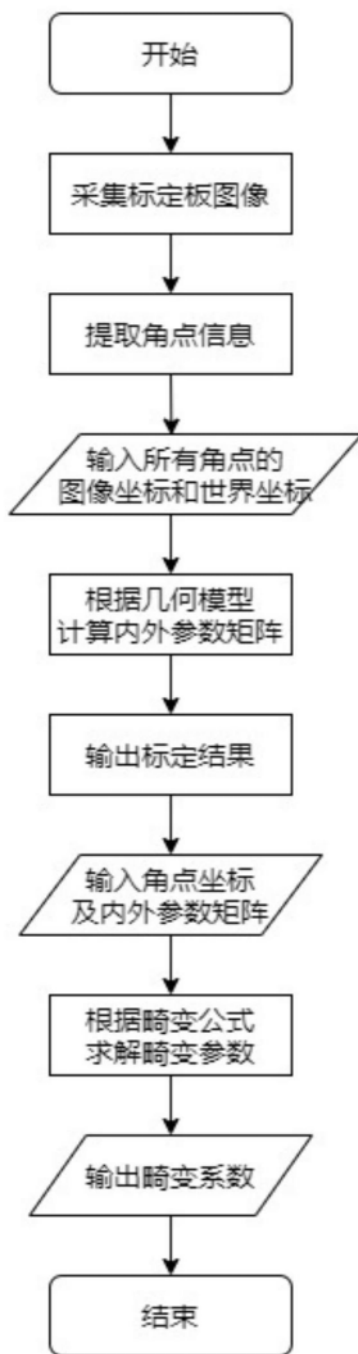 开始
采集标定板图像
提取角点信息
输入所有角点的
图像坐标和世界坐标
根据几何模型
计算内外参数矩阵
输出标定结果
输入角点坐标
及内外参数矩阵
根据畸变公式
求解畸变参数
输出畸变系数
结束